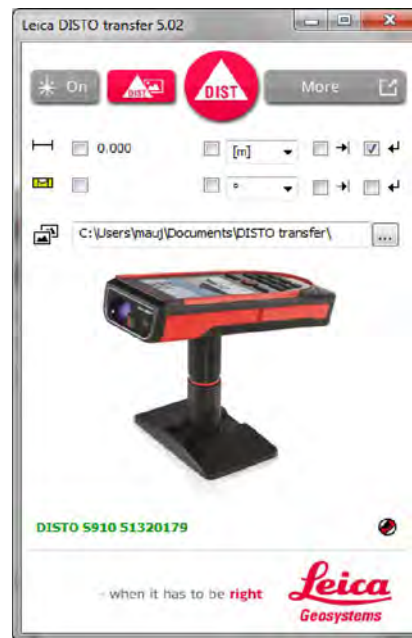 Leica DISTO transfer 5.02
On DIST DIST More
0.000 [m]
°
C:\Users\mauj\Documents\DISTO transfer\ ...
DISTO S910 51320179
- when it has to be right
Leica
Geosystems